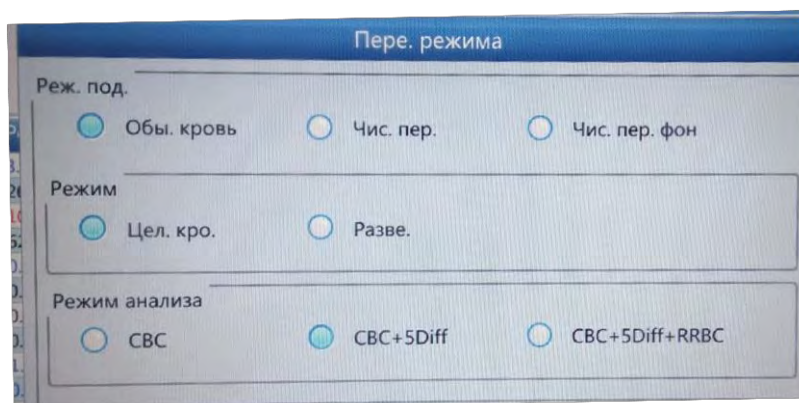 Пере. режима
Реж. под.
Обы. кровь Чис. пер. Чис. пер. фон
Режим
Цел. кро. Разве.
Режим анализа
CBC CBC+5Diff CBC+5Diff+RRBC